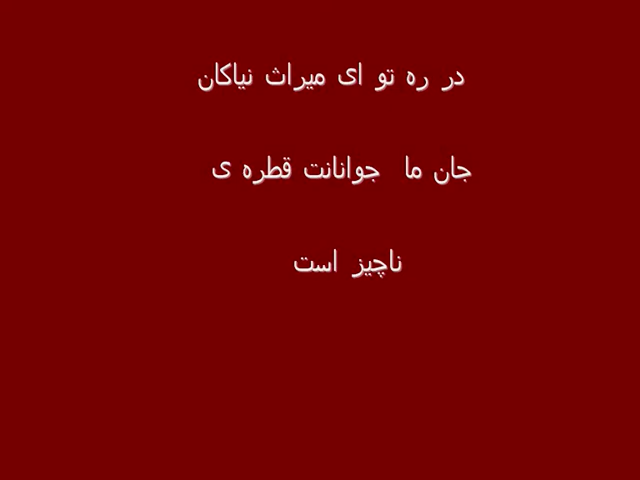 در ره تو ای میراث نیاکان
جان ما جوانانت قطره ی
ناچیز است